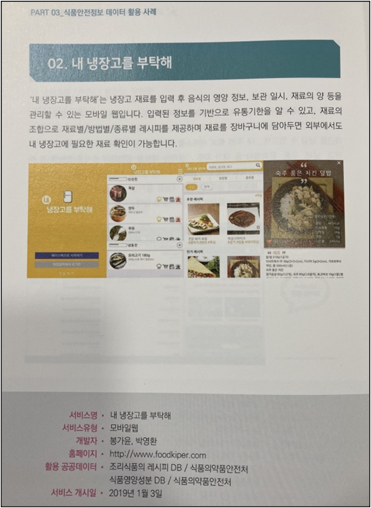 PART 03_식품안전정보 데이터 활용 사례
02. 내 냉장고를 부탁해
'내 냉장고를 부탁해'는 냉장고 재료를 입력 후 음식의 영양 정보, 보관 일시, 재료의 양 등을
관리할 수 있는 모바일 웹입니다. 입력된 정보를 기반으로 유통기한을 알 수 있고, 재료의
조합으로 재료별/방법별/종류별 레시피를 제공하며 재료를 장바구니에 담아두면 외부에서도
내 냉장고에 필요한 재료 확인이 가능합니다.
내
냉장고를 부탁해
숙주 품은 치킨 덮밥
서비스명 • 내 냉장고를 부탁해
서비스유형 • 모바일웹
개발자 • 봉가윤, 박영환
홈페이지 • http://www.foodkiper.com
활용 공공데이터 • 조리식품의 레시피 DB / 식품의약품안전처
식품영양성분 DB / 식품의약품안전처
서비스 개시일 • 2019년 1월 3일